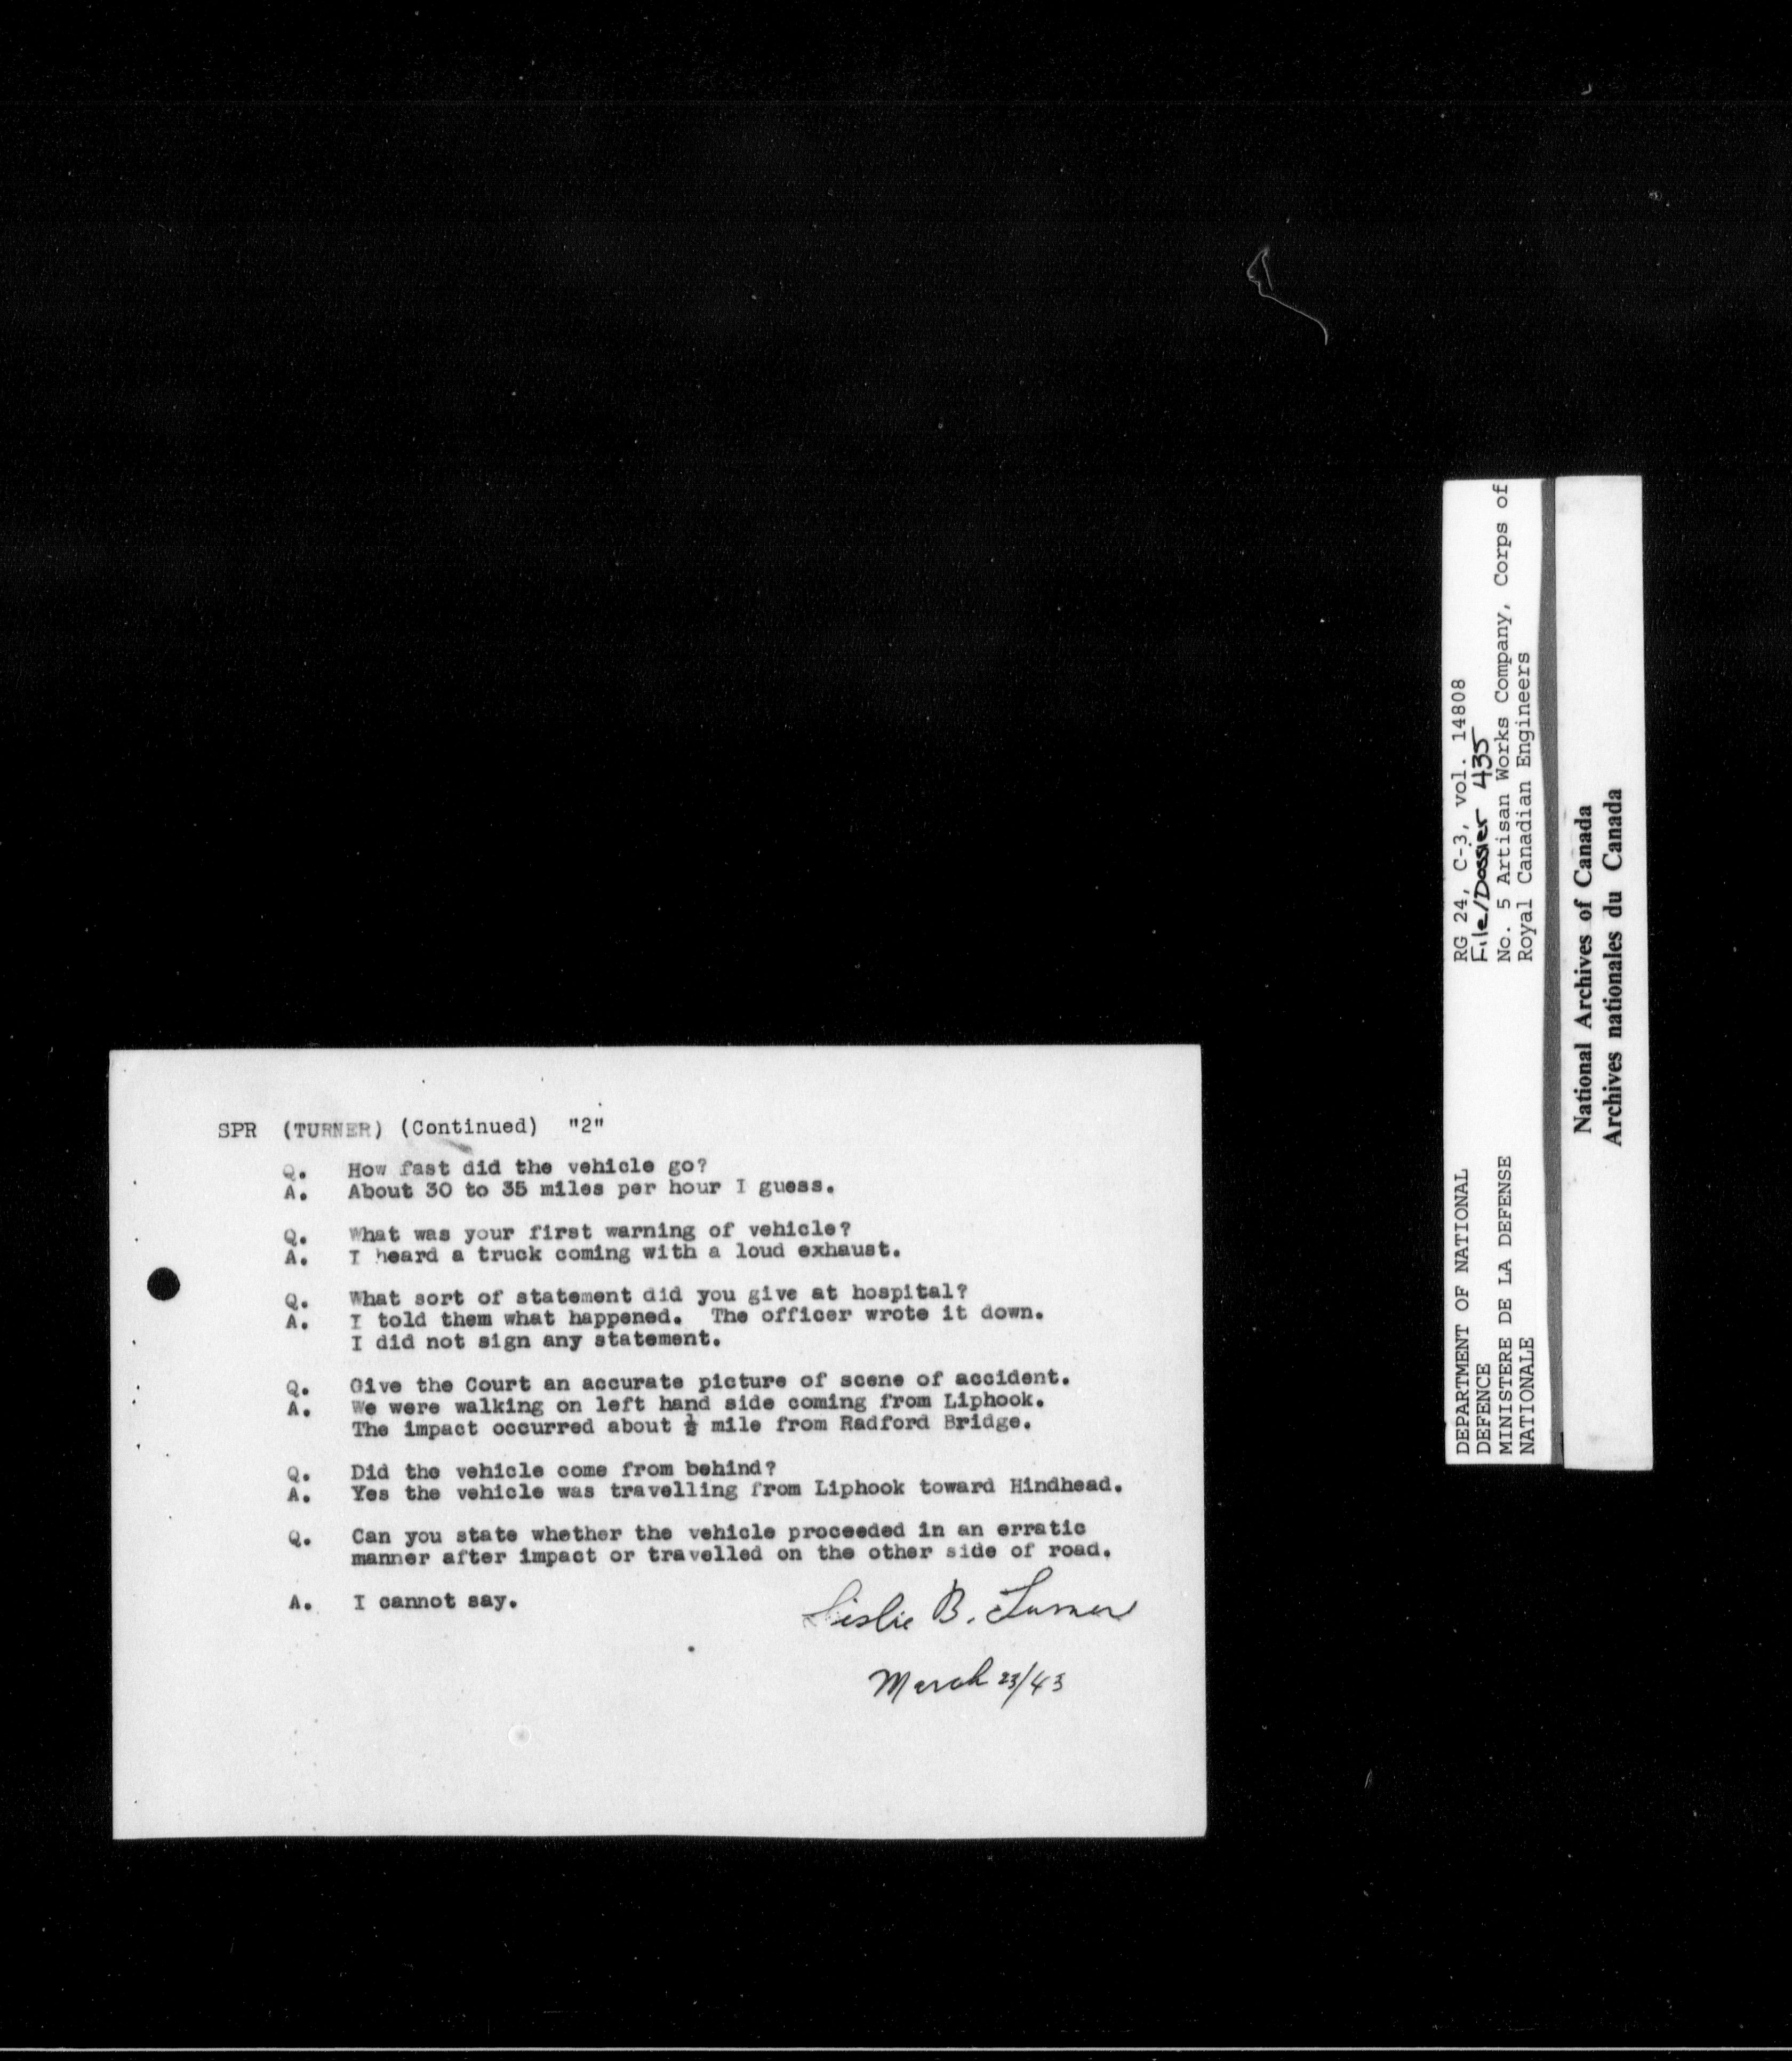 SPR (TURNER) (Continued) "2"
Q. How fast did the vehicle go?
A. About 30 to 35 miles per hour I guess.
Q. What was your first warning of vehicle?
A. I heard a truck coming with a loud exhaust.
Q. What sort of statement did you give at hospital?
A. I told them what happened. The officer wrote it down.
I did not sign any statement.
Q. Give the Court an accurate picture of scene of accident.
A. We were walking on left hand side coming from Liphook.
The impact occurred about ½ mile from Radford Bridge.
Q. Did the vehicle come from behind?
A. Yes the vehicle was travelling from Liphook toward Hindhead.
Q. Can you state whether the vehicle proceeded in an erratic
manner after impact or travelled on the other side of road.
A. I cannot say.
Leslie B. Turner
March 23/43
DEPARTMENT OF NATIONAL
DEFENCE
MINISTERE DE LA DEFENSE
NATIONALE
RG 24, C-3, vol. 14808
File/Dossier 435
No. 5 Artisan Works Company, Corps of
Royal Canadian Engineers
National Archives of Canada
Archives nationales du Canada